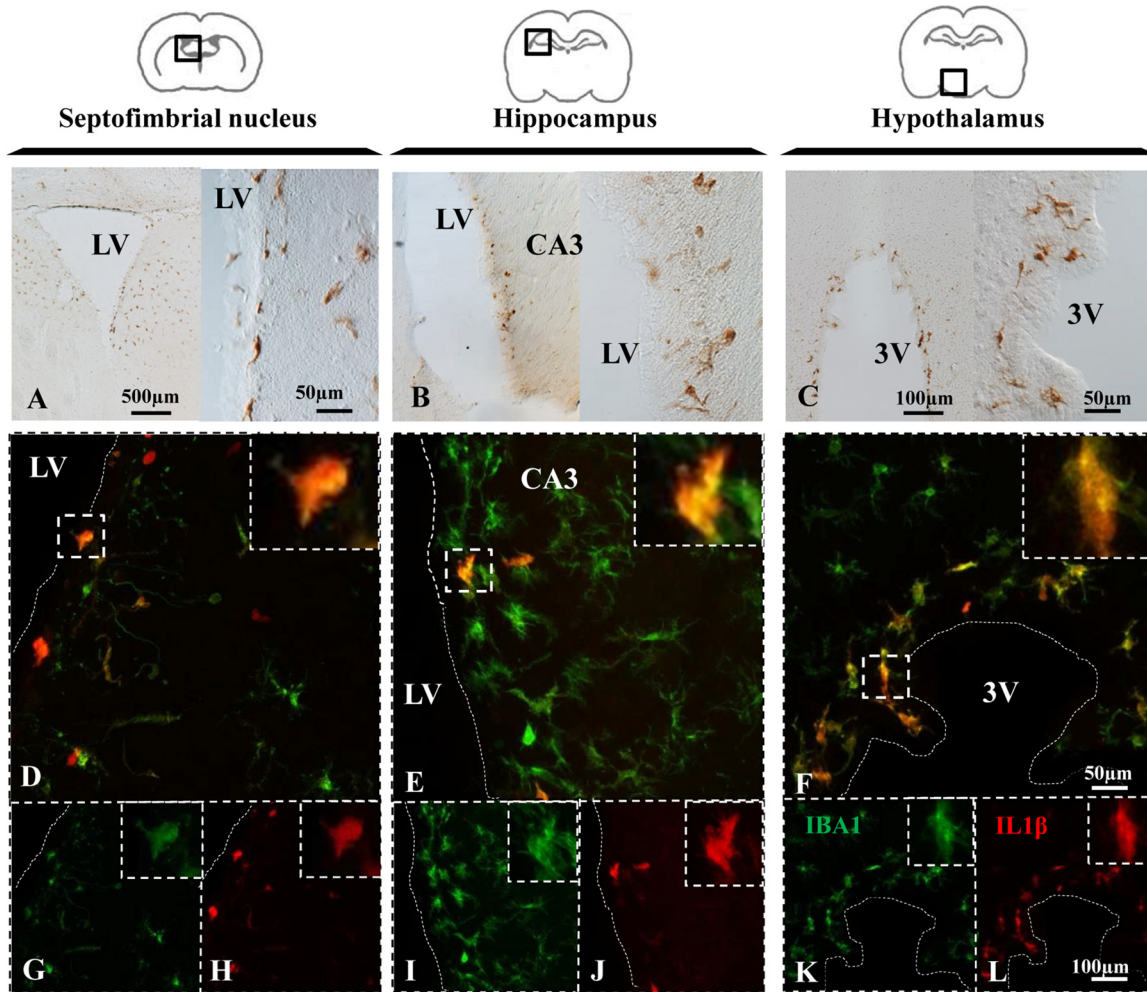 Septofimbrial nucleus
Hippocampus
Hypothalamus
LV
LV
A
500µm
50µm
LV
CA3
LV
B
3V
3V
C
100µm
50µm
LV
D
CA3
LV
E
3V
F
50µm
G
H
I
J
IBA1
K
IL1β
L
100µm